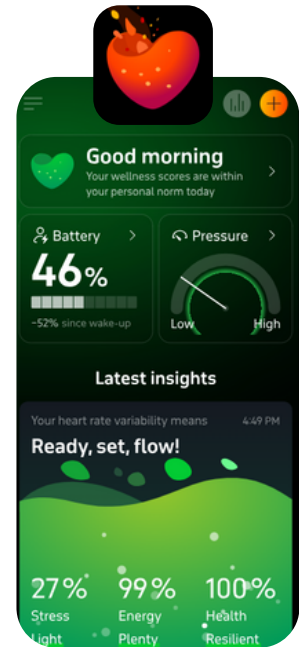 Good morning
Your wellness scores are within
your personal norm today
Battery
46%
-52% since wake-up
Pressure
Low
High
Latest insights
Your heart rate variability means
4:49 PM
Ready, set, flow!
27% 99% 100%
Stress Energy Health
Light Plenty Resilient